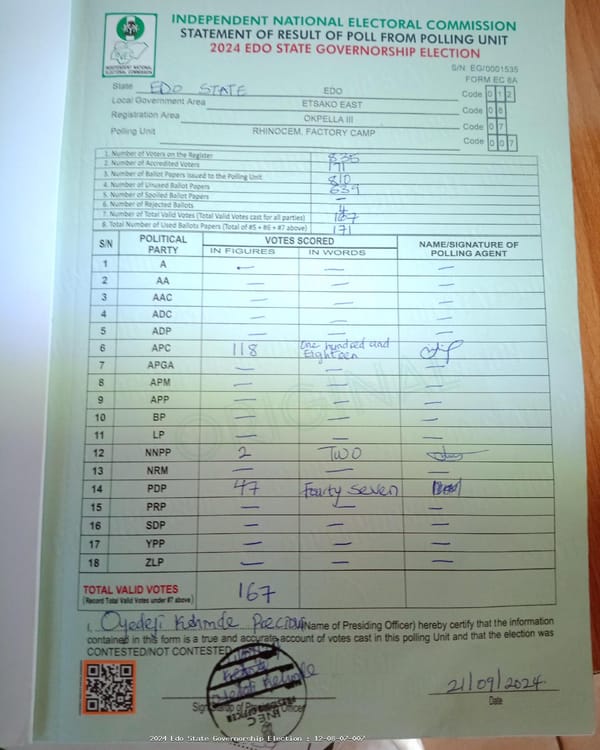 INDEPENDENT NATIONAL ELECTORAL COMMISSION
STATEMENT OF RESULT OF POLL FROM POLLING UNIT
2024 EDO STATE GOVERNORSHIP ELECTION
INEC
INDEPENDENT NATIONAL
ELECTORAL COMMISSION
S/N: EG/0001535
FORM EC 8A
State EDO STATE EDO Code 0 1 2
Local Government Area ETSAKO EAST Code 0 8
Registration Area OKPELLA III Code 0 7
Polling Unit RHINOCEM, FACTORY CAMP Code 0 0 7
1. Number of Voters on the Register 835
2. Number of Accredited Voters 171
3. Number of Ballot Papers Issued to the Polling Unit 810
4. Number of Unused Ballot Papers 639
5. Number of Spoiled Ballot Papers —
6. Number of Rejected Ballots 4
7. Number of Total Valid Votes (Total Valid Votes cast for all parties) 167
8. Total Number of Used Ballots Papers (Total of #5 + #6 + #7 above) 171
S/N POLITICAL PARTY VOTES SCORED NAME/SIGNATURE OF POLLING AGENT
IN FIGURES IN WORDS
1 A — — —
2 AA — — —
3 AAC — — —
4 ADC — — —
5 ADP — — —
6 APC 118 One hundred and Eighteen
7 APGA — — —
8 APM — — —
9 APP — — —
10 BP — — —
11 LP — — —
12 NNPP 2 TWO
13 NRM — — —
14 PDP 47 Fourty Seven
15 PRP — — —
16 SDP — — —
17 YPP — — —
18 ZLP — — —
ORIGINAL
TOTAL VALID VOTES 167
(Record Total Valid Votes under #7 above)
I, Oyedeji Kehinde Precious (Name of Presiding Officer) hereby certify that the information
contained in this form is a true and accurate account of votes cast in this polling Unit and that the election was
CONTESTED/NOT CONTESTED
Signature of Presiding Officer
INEC
21/09/2024
Date
2024 Edo State Governorship Election : 12-08-07-007